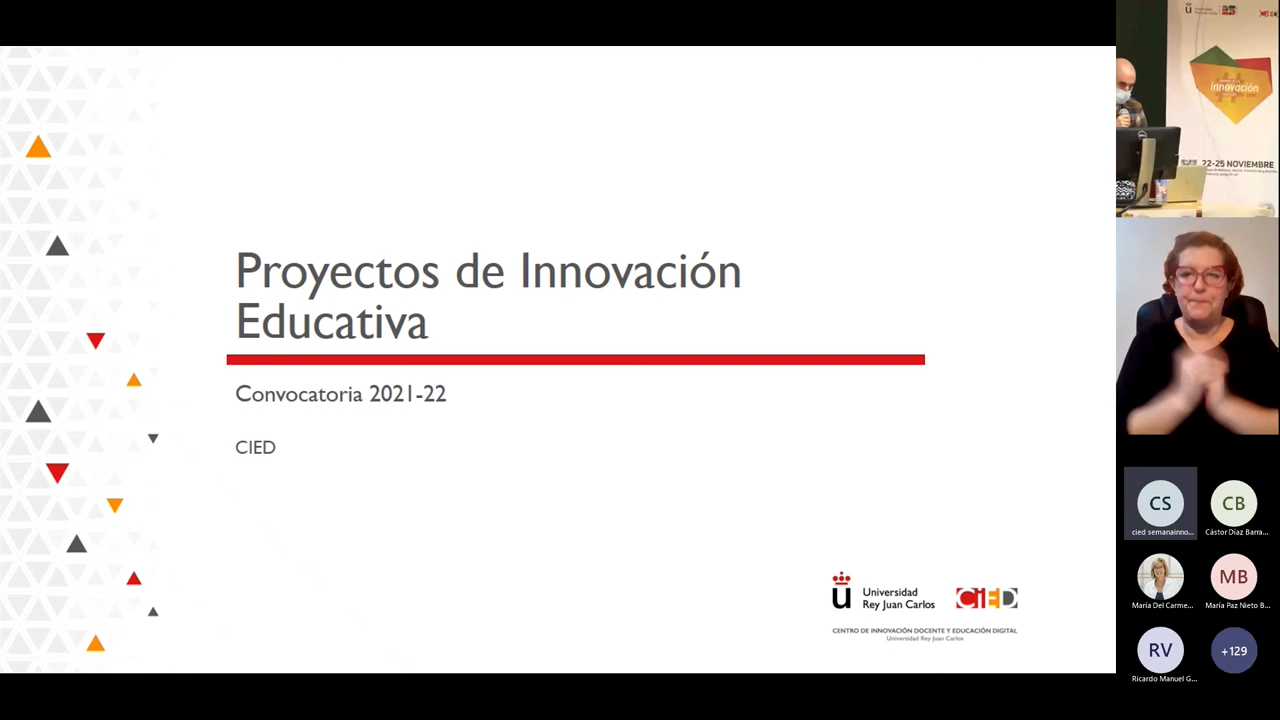 Proyectos de Innovación
Educativa
Convocatoria 2021-22
CIED
Universidad
Rey Juan Carlos
CiED
CENTRO DE INNOVACIÓN DOCENTE Y EDUCACIÓN DIGITAL
Universidad Rey Juan Carlos
innovación
22-25 NOVIEMBRE
CS
cied semanainno...
CB
Cástor Díaz Barra...
María Del Carme...
MB
María Paz Nieto B...
RV
Ricardo Manuel G...
+129